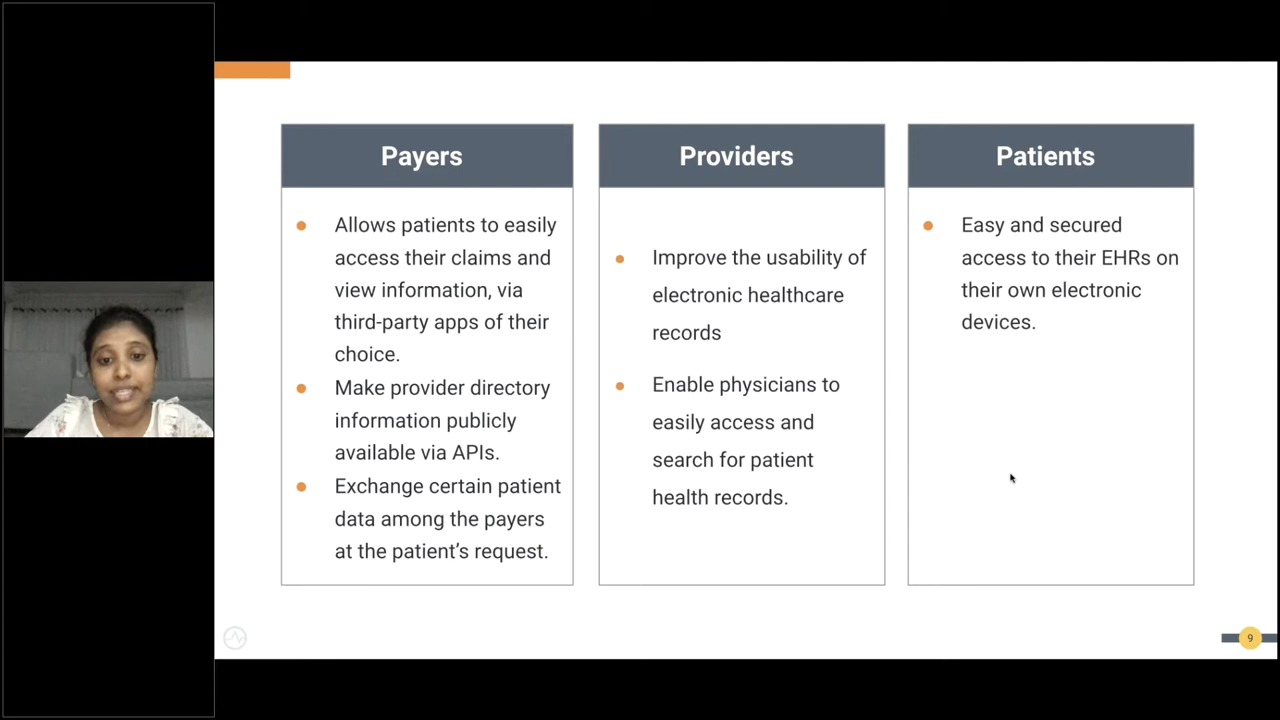 Payers
Allows patients to easily
access their claims and
view information, via
third-party apps of their
choice.
Make provider directory
information publicly
available via APIs.
Exchange certain patient
data among the payers
at the patient’s request.
Providers
Improve the usability of
electronic healthcare
records
Enable physicians to
easily access and
search for patient
health records.
Patients
Easy and secured
access to their EHRs on
their own electronic
devices.
9